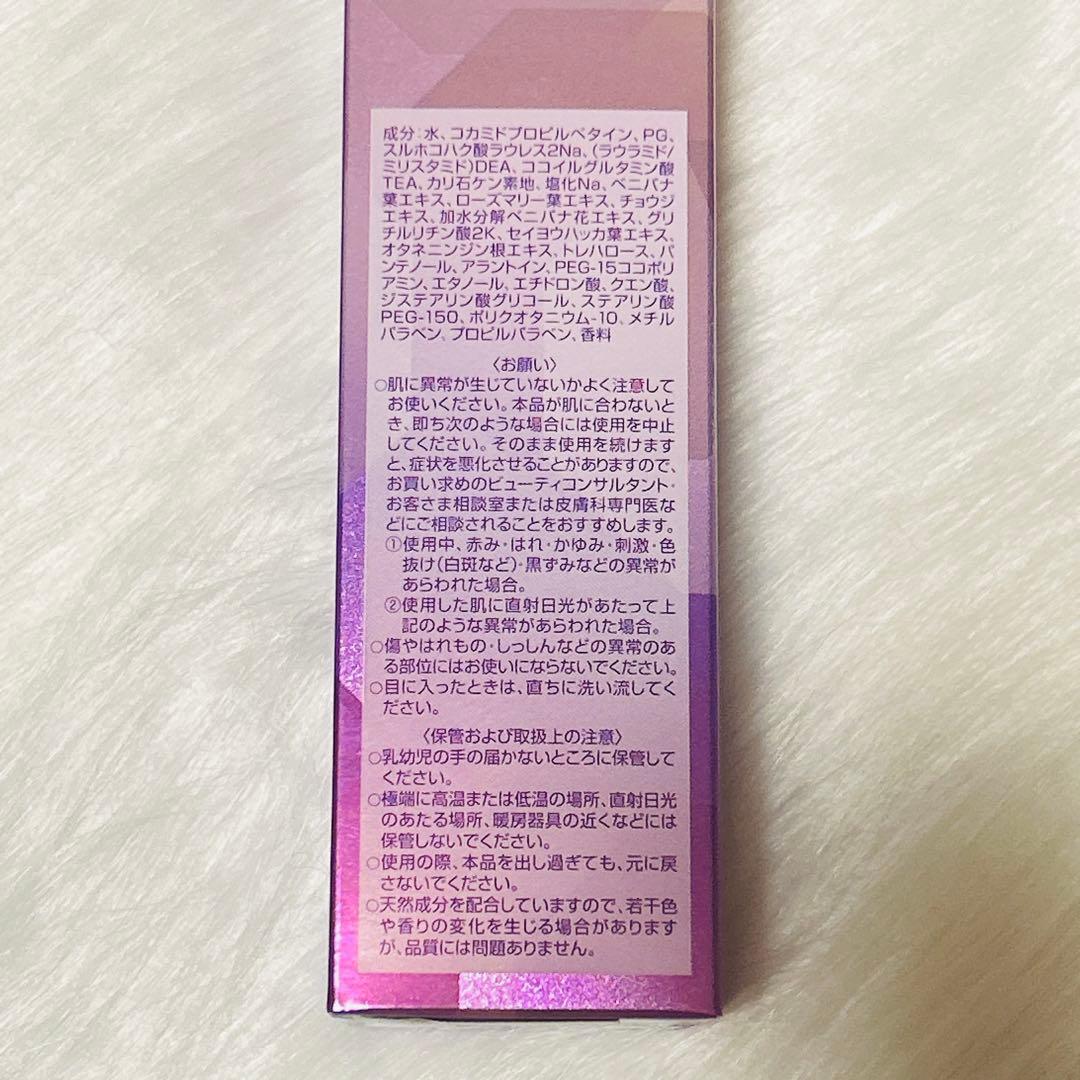 成分:水、コカミドプロピルベタイン、PG、
スルホコハク酸ラウレス2Na、(ラウラミド/
ミリスタミド)DEA、ココイルグルタミン酸
TEA、カリ石ケン素地、塩化Na、ベニバナ
葉エキス、ローズマリー葉エキス、チョウジ
エキス、加水分解ベニバナ花エキス、グリ
チルリチン酸2K、セイヨウハッカ葉エキス、
オタネニンジン根エキス、トレハロース、パ
ンテノール、アラントイン、PEG-15ココポリ
アミン、エタノール、エチドロン酸、クエン酸、
ジステアリン酸グリコール、ステアリン酸
PEG-150、ポリクオタニウム-10、メチル
パラベン、プロピルパラベン、香料
〈お願い〉
○肌に異常が生じていないかよく注意して
お使いください。本品が肌に合わないと
き、即ち次のような場合には使用を中止
してください。そのまま使用を続けます
と、症状を悪化させることがありますので、
お買い求めのビューティコンサルタント・
お客さま相談室または皮膚科専門医な
どにご相談されることをおすすめします。
①使用中、赤み・はれ・かゆみ・刺激・色
抜け(白斑など)・黒ずみなどの異常が
あらわれた場合。
②使用した肌に直射日光があたって上
記のような異常があらわれた場合。
○傷やはれもの・しっしんなどの異常のあ
る部位にはお使いにならないでください。
○目に入ったときは、直ちに洗い流してく
ださい。
〈保管および取扱上の注意〉
○乳幼児の手の届かないところに保管して
ください。
○極端に高温または低温の場所、直射日光
のあたる場所、暖房器具の近くなどには
保管しないでください。
○使用の際、本品を出し過ぎても、元に戻
さないでください。
○天然成分を配合していますので、若干色
や香りの変化を生じる場合があります
が、品質には問題ありません。